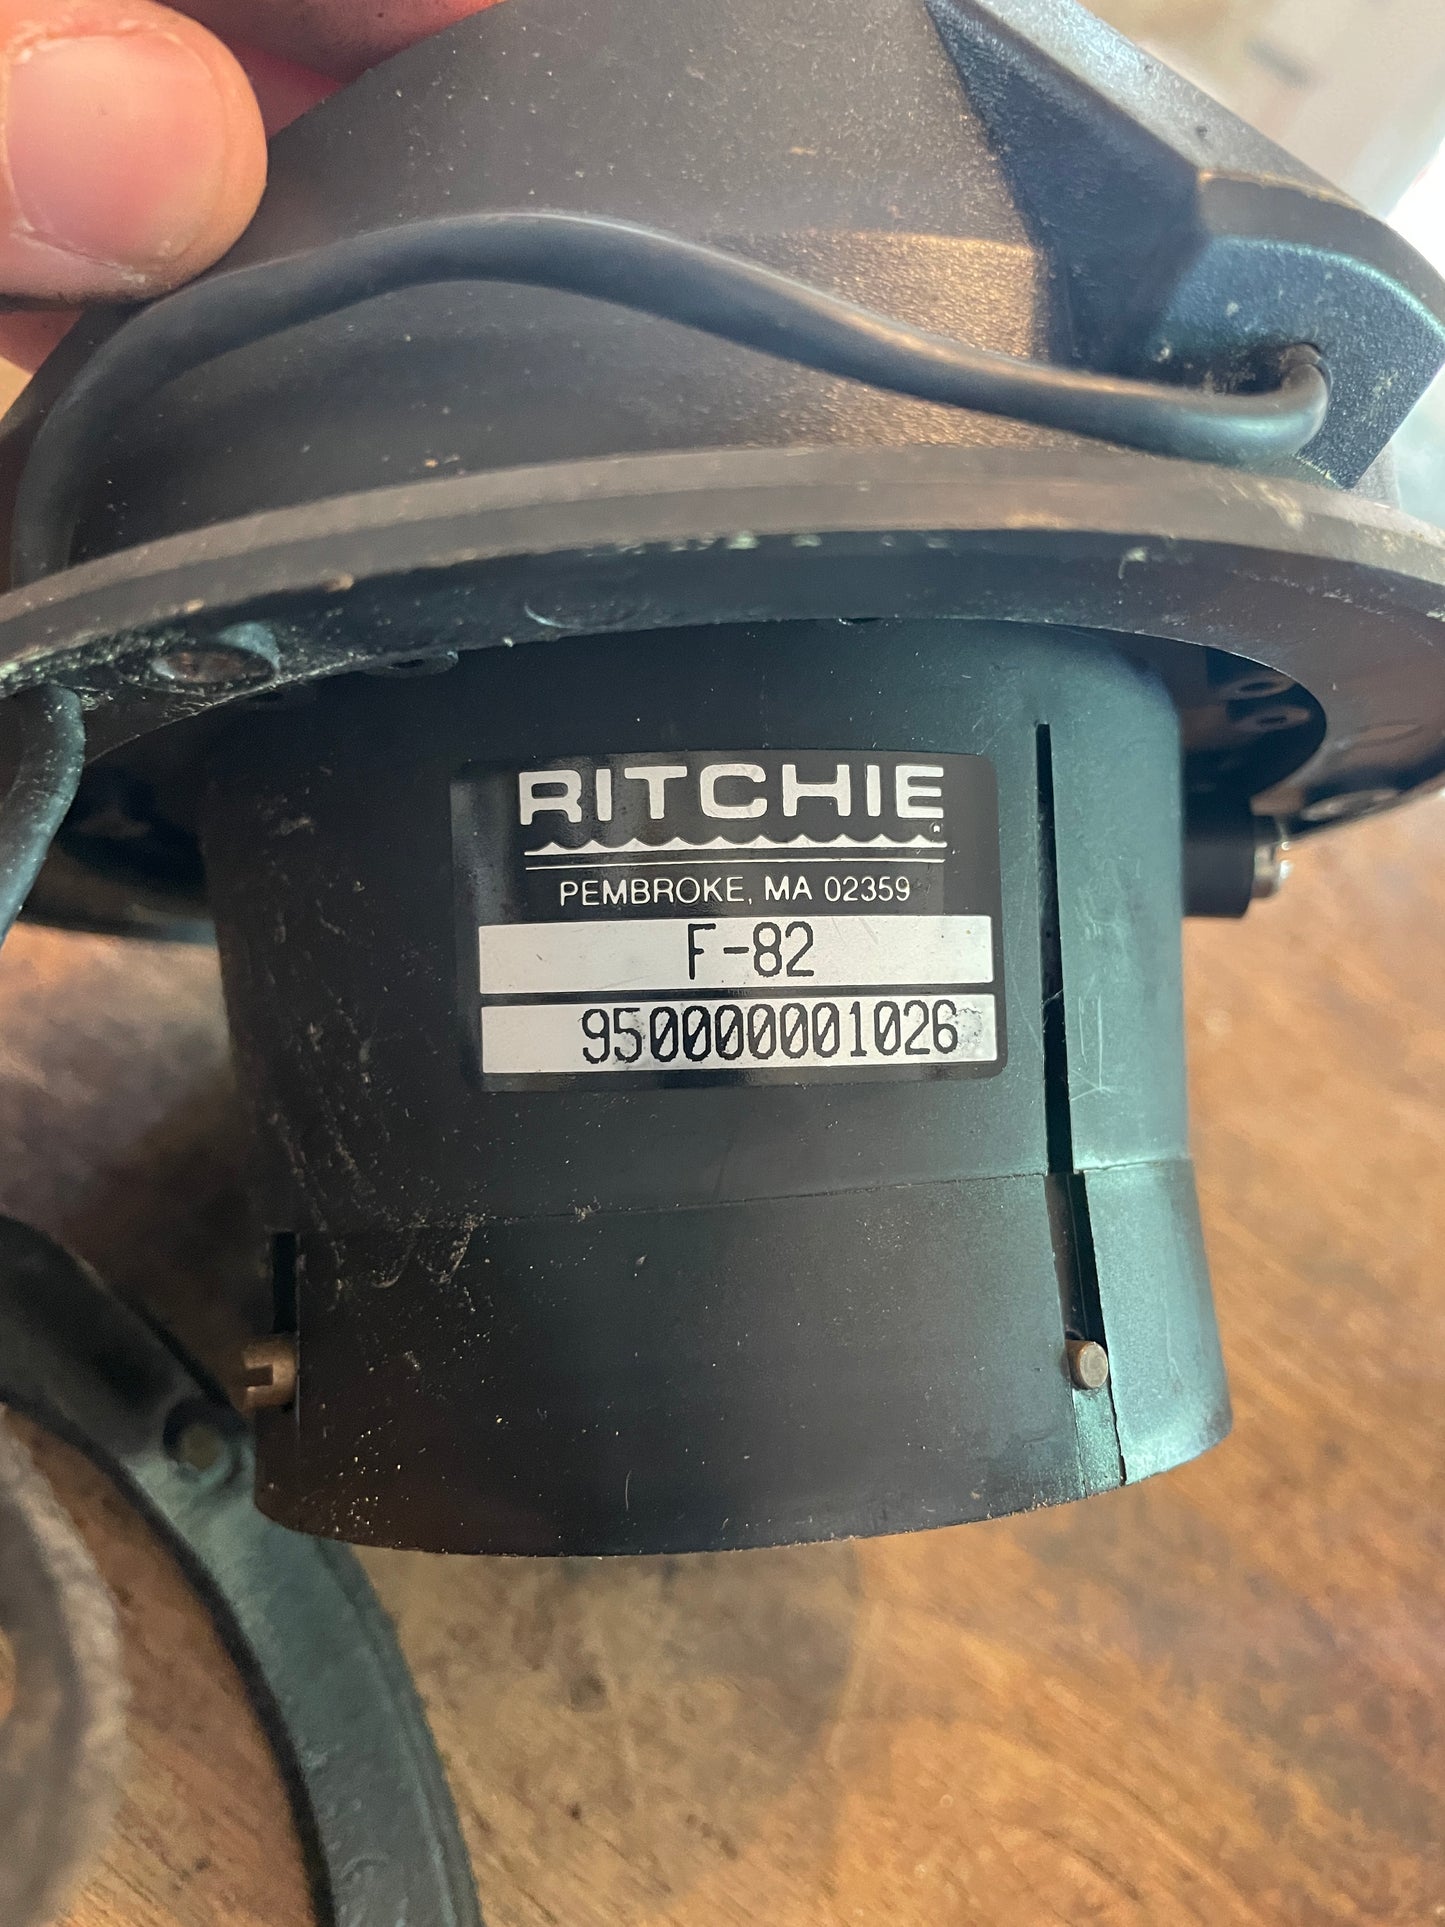 RITCHIE
PEMBROKE, MA 02359
F-82
950000001026